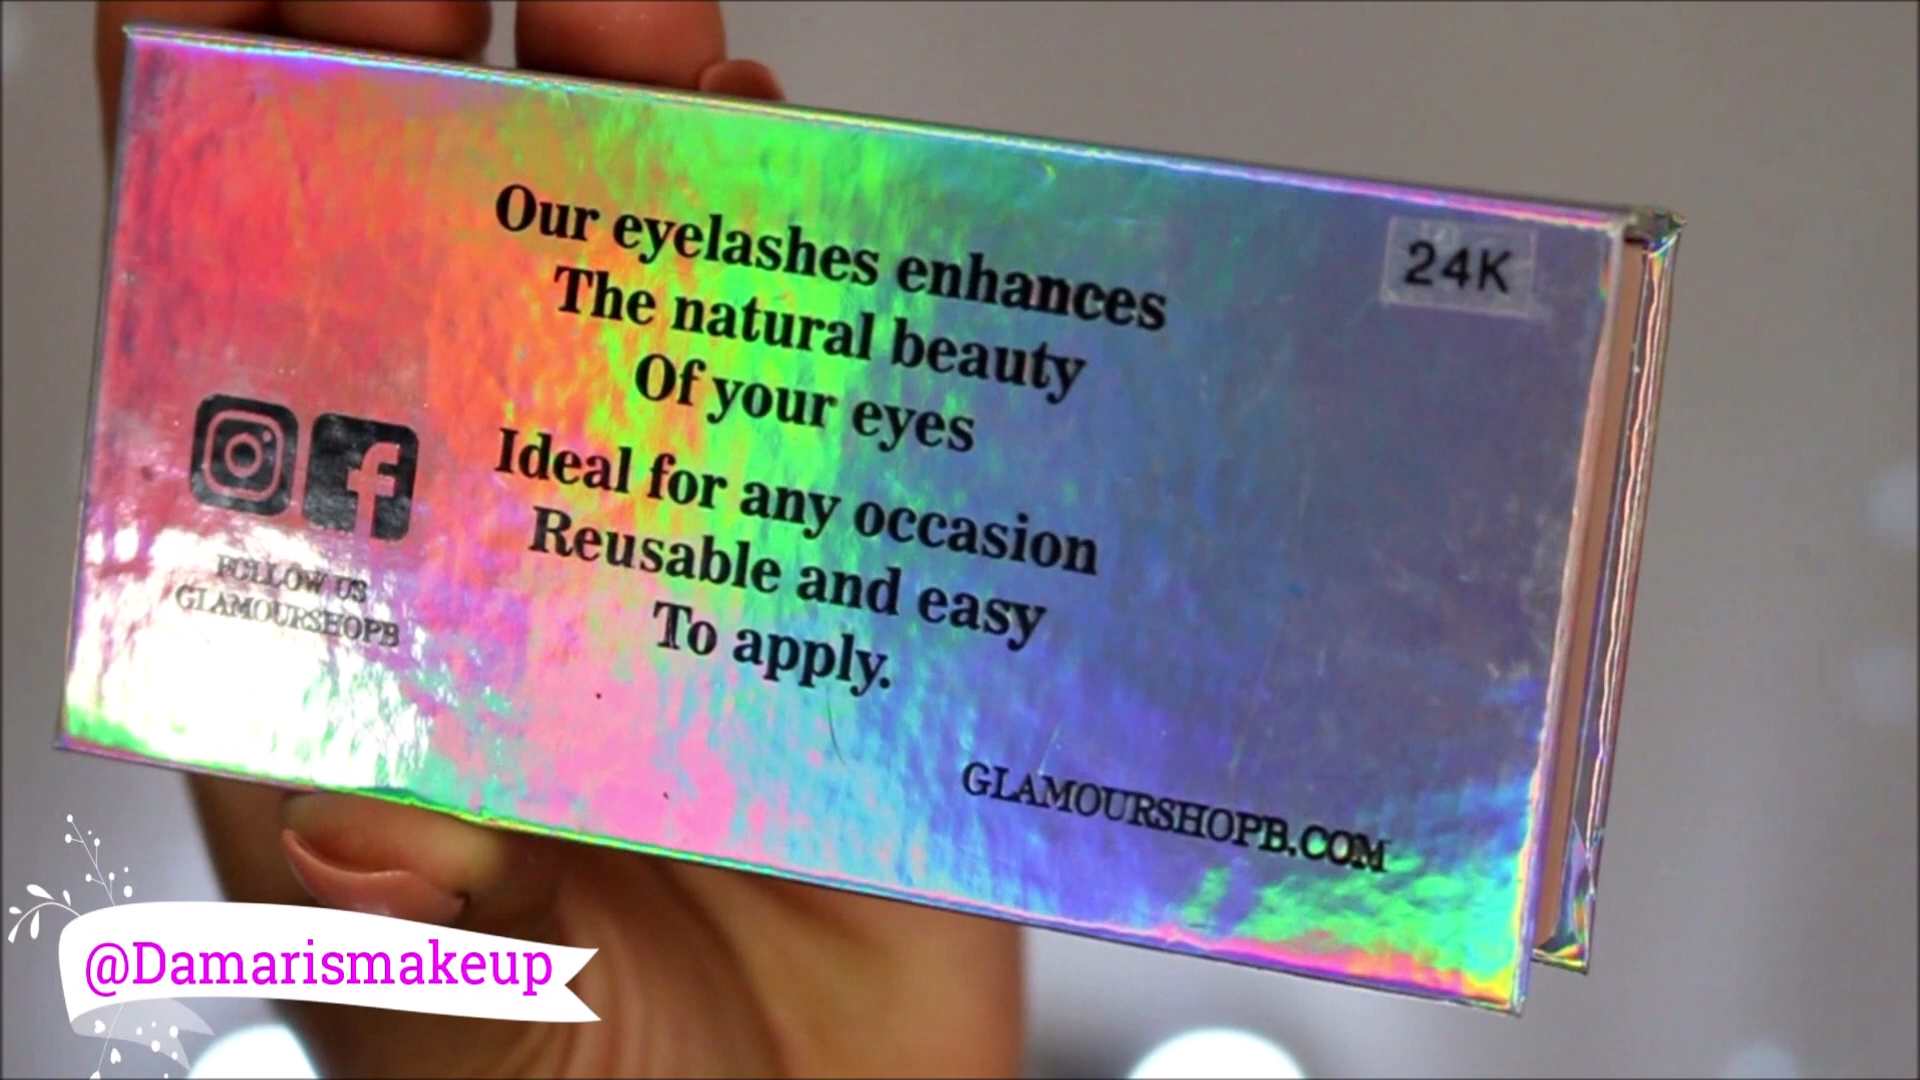 Our eyelashes enhances
The natural beauty
Of your eyes
Ideal for any occasion
Reusable and easy
To apply.
24K
FOLLOW US
GLAMOURSHOPB
GLAMOURSHOPB.COM
@Damarismakeup